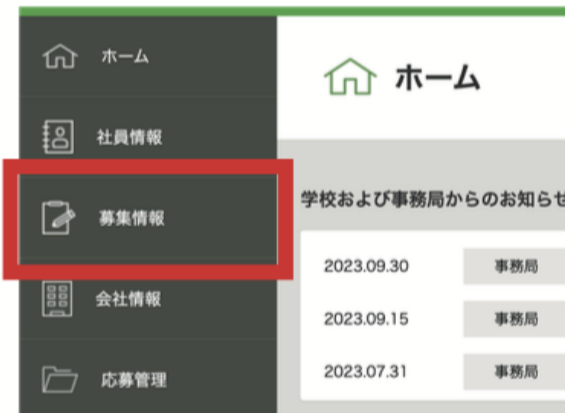 ホーム
社員情報
募集情報
会社情報
応募管理
ホーム
学校および事務局からのお知らせ
2023.09.30 事務局
2023.09.15 事務局
2023.07.31 事務局